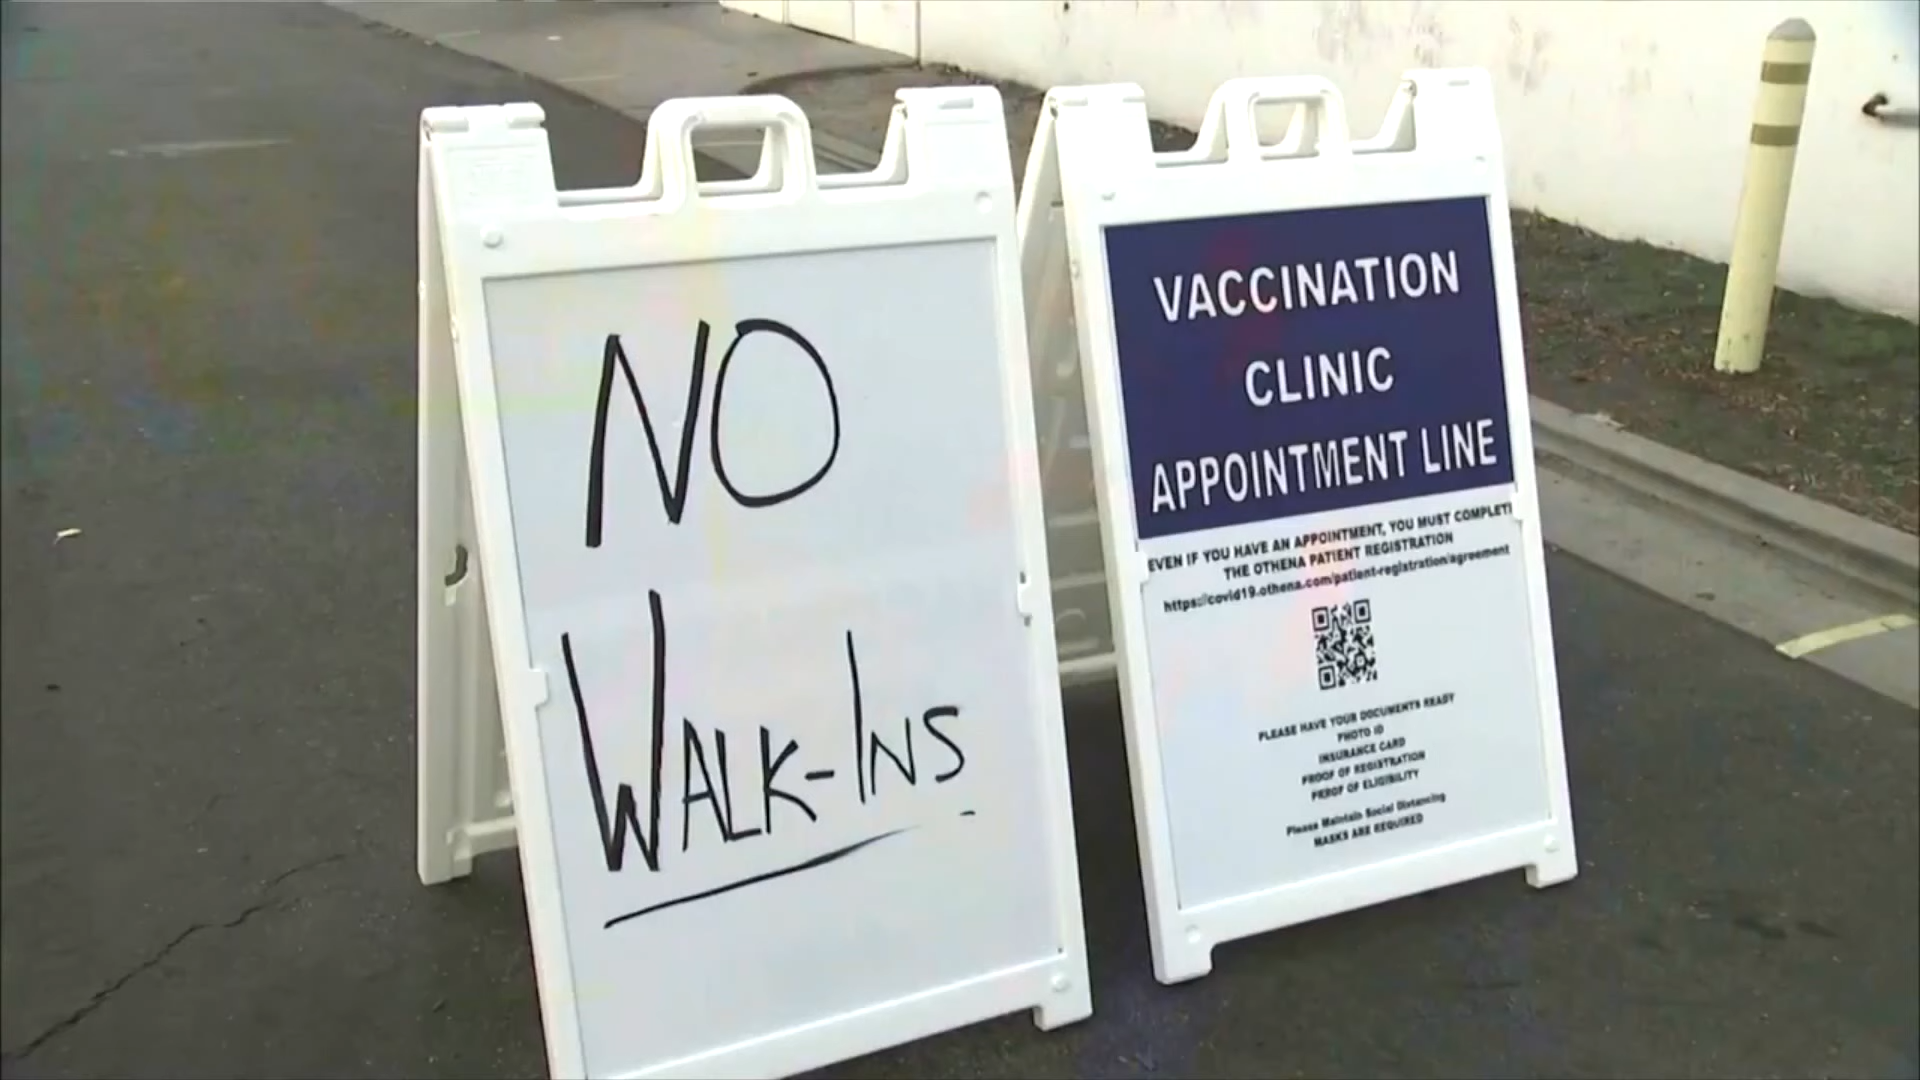 NO
WALK-INS
VACCINATION
CLINIC
APPOINTMENT LINE
EVEN IF YOU HAVE AN APPOINTMENT, YOU MUST COMPLET
THE OTHENA PATIENT REGISTRATION
https://covid19.othena.com/patient-registration/agreement
PLEASE HAVE YOUR DOCUMENTS READY
PHOTO ID
INSURANCE CARD
PROOF OF REGISTRATION
PRROF OF ELIGIBILITY
Please Maintain Social Distancing
MASKS ARE REQUIRED